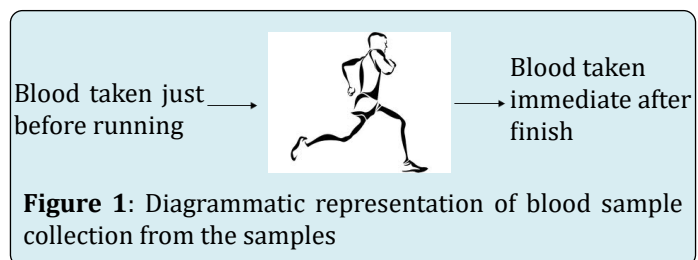 Blood taken just
before running
Blood taken
immediate after
finish
Figure 1: Diagrammatic representation of blood sample
collection from the samples